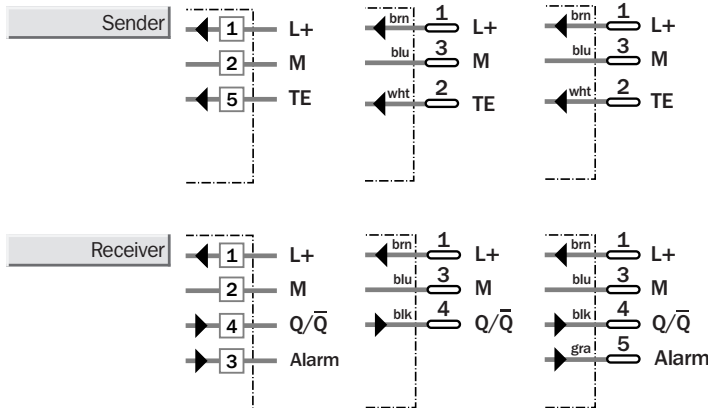 Sender
1 L+
2 M
5 TE
brn 1 L+
blu 3 M
wht 2 TE
brn 1 L+
blu 3 M
wht 2 TE
Receiver
1 L+
2 M
4 Q/Q̅
3 Alarm
brn 1 L+
blu 3 M
blk 4 Q/Q̅
brn 1 L+
blu 3 M
blk 4 Q/Q̅
gra 5 Alarm